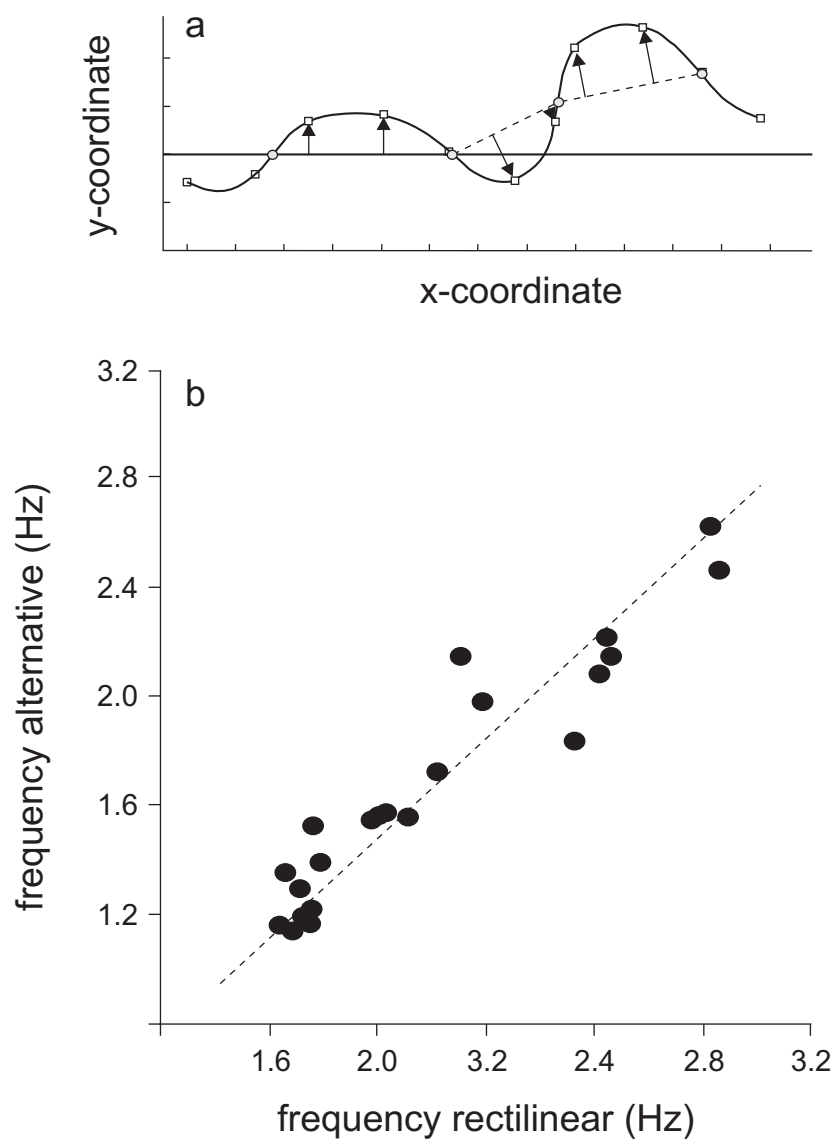 a
y-coordinate
x-coordinate
b
3.2
2.8
2.4
2.0
1.6
1.2
frequency alternative (Hz)
1.6 2.0 3.2 2.4 2.8 3.2
frequency rectilinear (Hz)